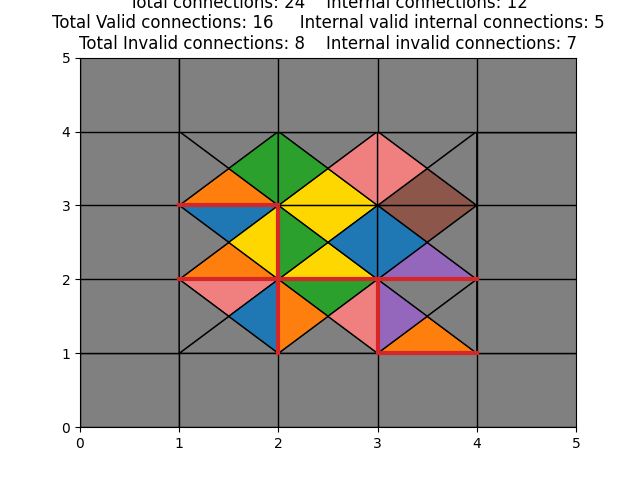 Total connections: 24 Internal connections: 12
Total Valid connections: 16 Internal valid internal connections: 5
Total Invalid connections: 8 Internal invalid connections: 7
5
4
3
2
1
0
0 1 2 3 4 5